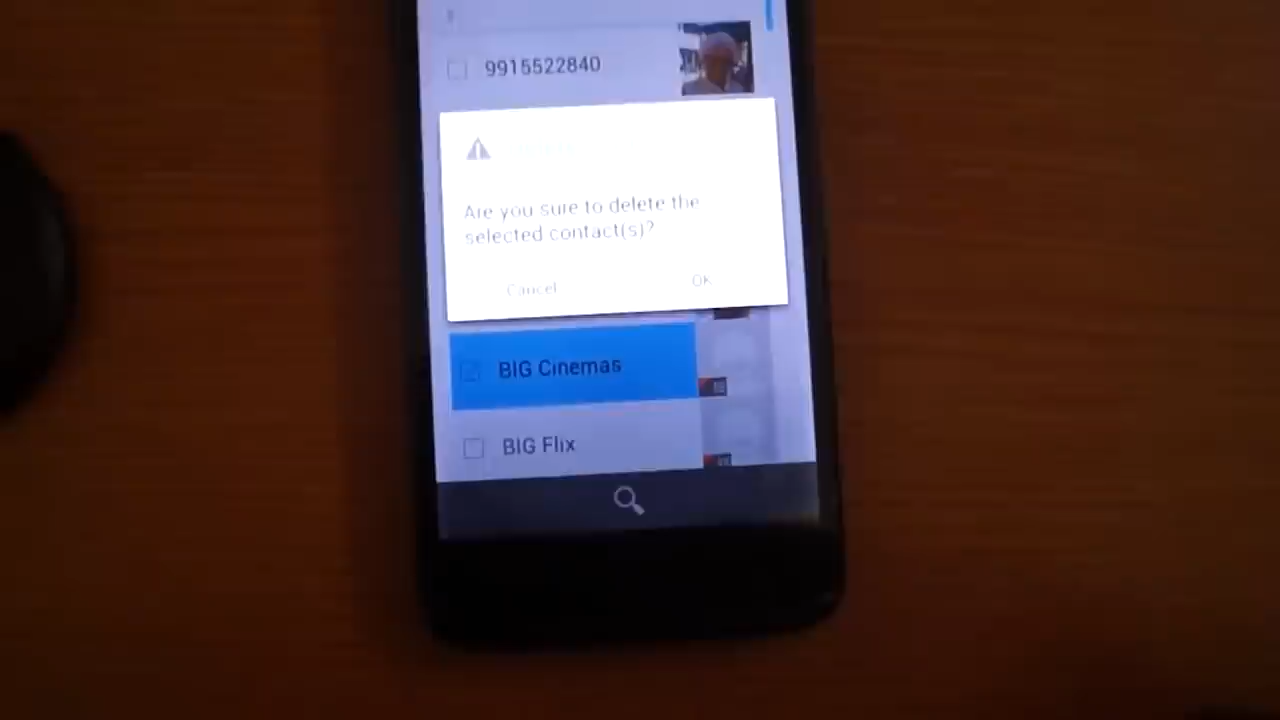 9915522840
Are you sure to delete the
selected contact(s)?
Cancel
OK
BIG Cinemas
BIG Flix